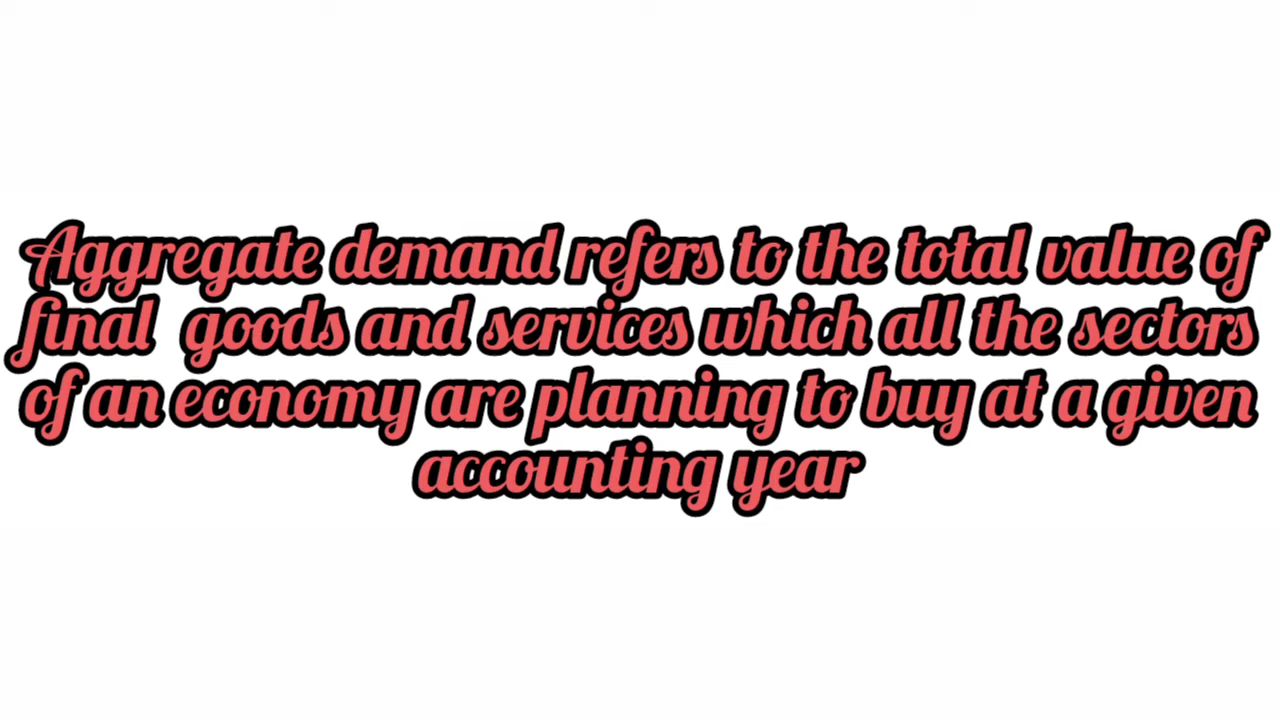 Aggregate demand refers to the total value of
final goods and services which all the sectors
of an economy are planning to buy at a given
accounting year